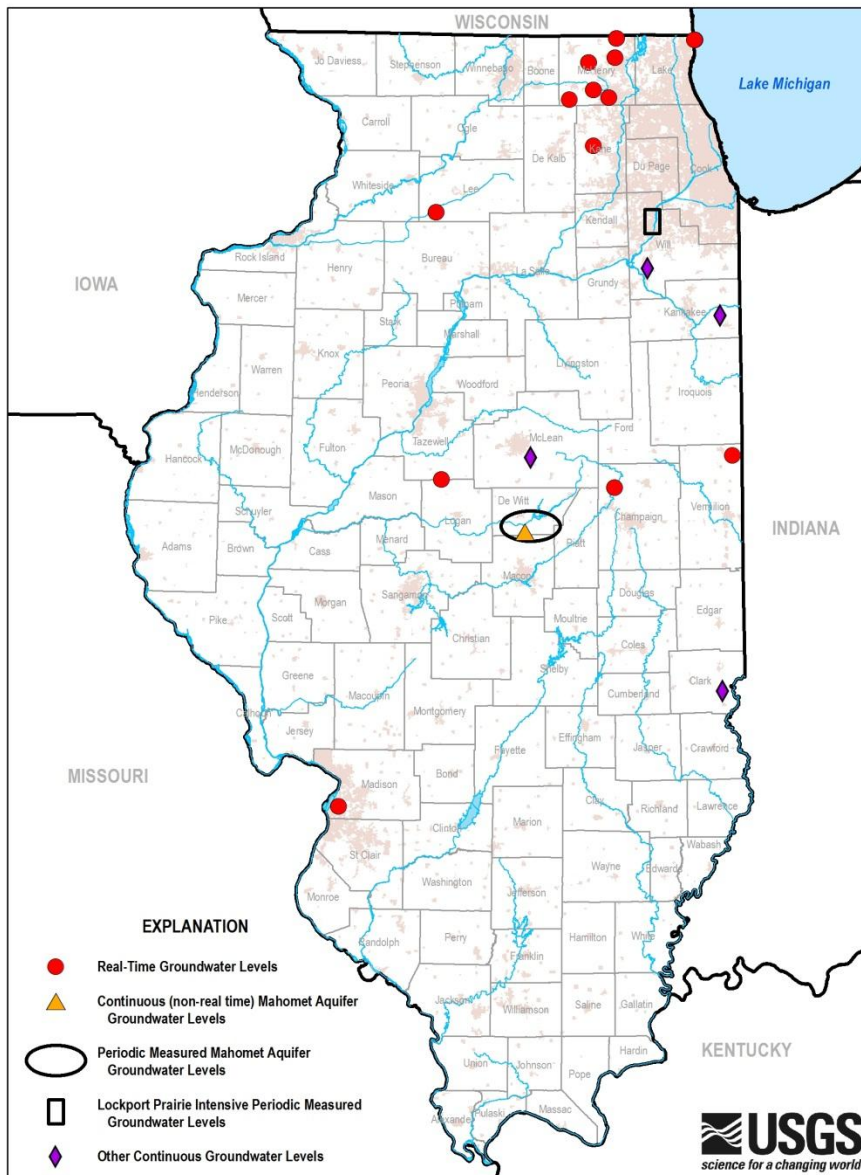 WISCONSIN
Jo Daviess
Stephenson
Winnebago
Boone
McHenry
Lake
Lake Michigan
Carroll
Ogle
De Kalb
Kane
Du Page
Cook
Whiteside
Lee
Kendall
Will
Rock Island
Bureau
La Salle
Grundy
IOWA
Henry
Mercer
Putnam
Kankakee
Stark
Marshall
Knox
Livingston
Henderson
Warren
Peoria
Woodford
Iroquois
Ford
Hancock
McDonough
Fulton
Tazewell
McLean
Mason
De Witt
Schuyler
Logan
Champaign
Vermilion
INDIANA
Adams
Brown
Cass
Menard
Piatt
Macon
Sangamon
Douglas
Morgan
Scott
Pike
Edgar
Moultrie
Christian
Coles
Shelby
Greene
Macoupin
Cumberland
Clark
Calhoun
Jersey
Montgomery
Fayette
Effingham
Jasper
Crawford
MISSOURI
Madison
Bond
Clay
Richland
Lawrence
Clinton
Marion
Wabash
St Clair
Wayne
Edwards
Monroe
Washington
Jefferson
Randolph
Perry
Hamilton
White
Franklin
Jackson
Williamson
Saline
Gallatin
Hardin
Union
Johnson
Pope
KENTUCKY
Alexander
Pulaski
Massac
EXPLANATION
Real-Time Groundwater Levels
Continuous (non-real time) Mahomet Aquifer
Groundwater Levels
Periodic Measured Mahomet Aquifer
Groundwater Levels
Lockport Prairie Intensive Periodic Measured
Groundwater Levels
Other Continuous Groundwater Levels
USGS
science for a changing world